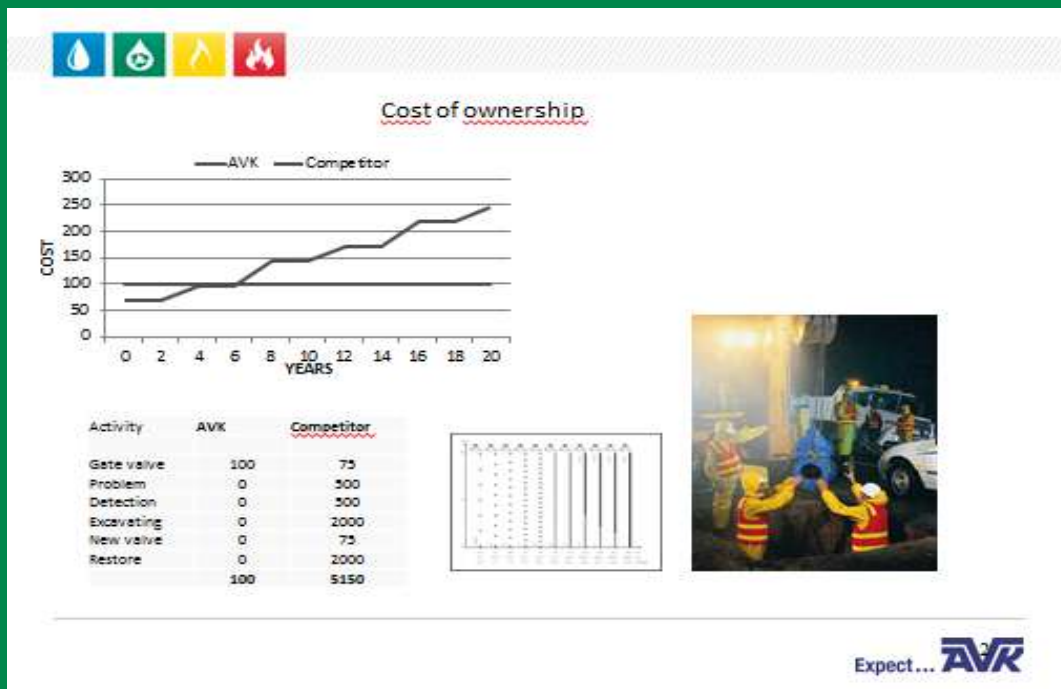 Cost of ownership
AVK Competitor
300
250
200
150
100
50
0
COST
0 2 4 6 8 10 12 14 16 18 20
YEARS
Activity AVK Competitor
Gate valve 100 75
Problem 0 500
Detection 0 500
Excavating 0 2000
New valve 0 75
Restore 0 2000
100 5150
Expect... AVK
2